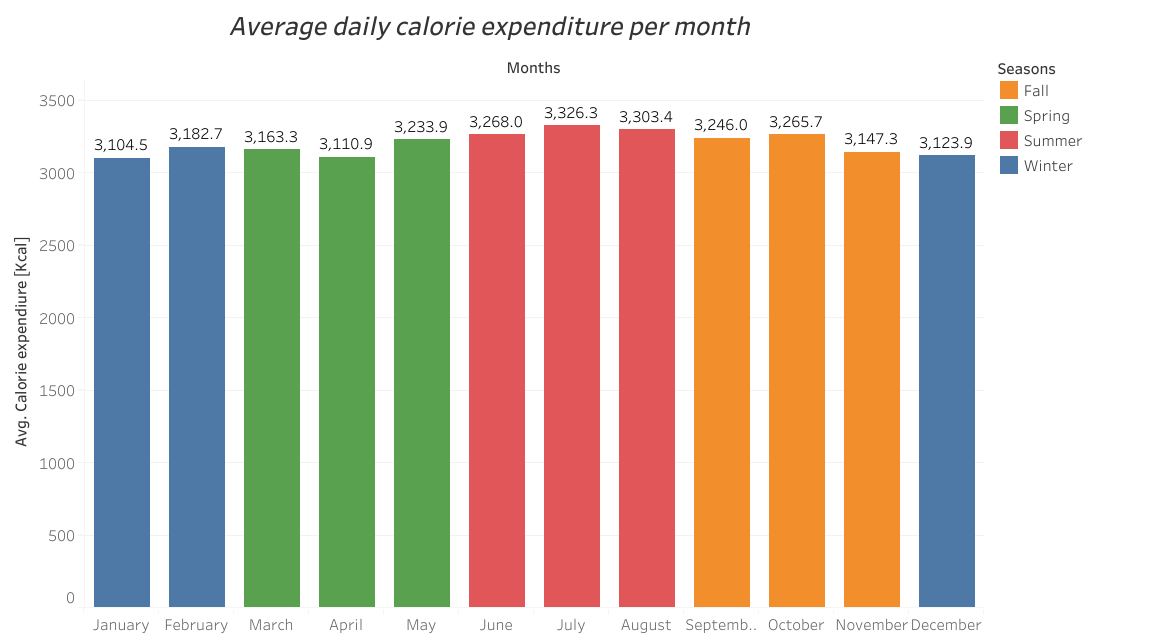 Average daily calorie expenditure per month
Months
Seasons
Fall
Spring
Summer
Winter
Avg. Calorie expendiure [Kcal]
3500
3000
2500
2000
1500
1000
500
0
3,104.5
3,182.7
3,163.3
3,110.9
3,233.9
3,268.0
3,326.3
3,303.4
3,246.0
3,265.7
3,147.3
3,123.9
January February March April May June July August Septemb.. October November December